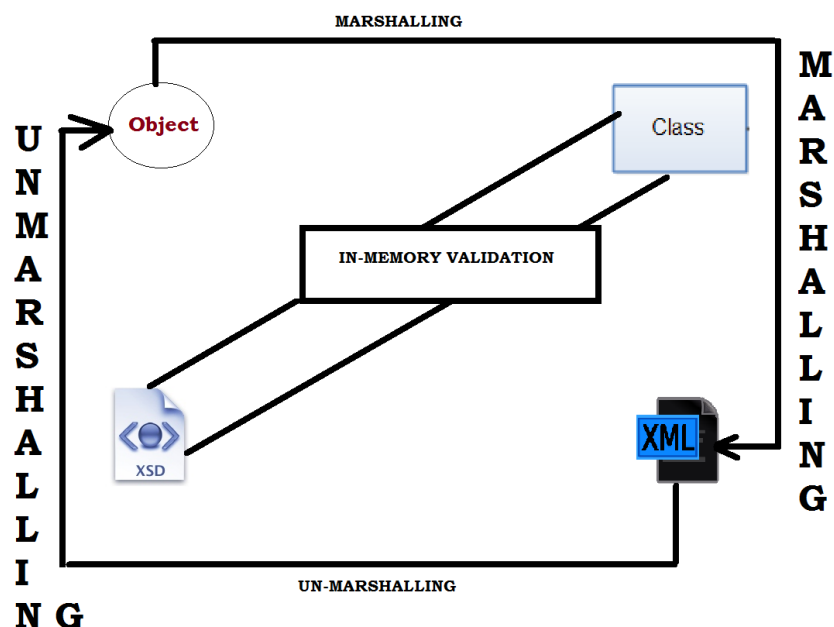 MARSHALLING
Object
Class
MARSHALLING
UNMARSHALLING
IN-MEMORY VALIDATION
XSD
XML
UN-MARSHALLING